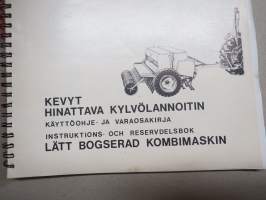 KEVYT
HINATTAVA KYLVÖLANNOITIN
KÄYTTÖOHJE- JA VARAOSAKIRJA
INSTRUKTIONS- OCH RESERVDELSBOK
LÄTT BOGSERAD KOMBIMASKIN